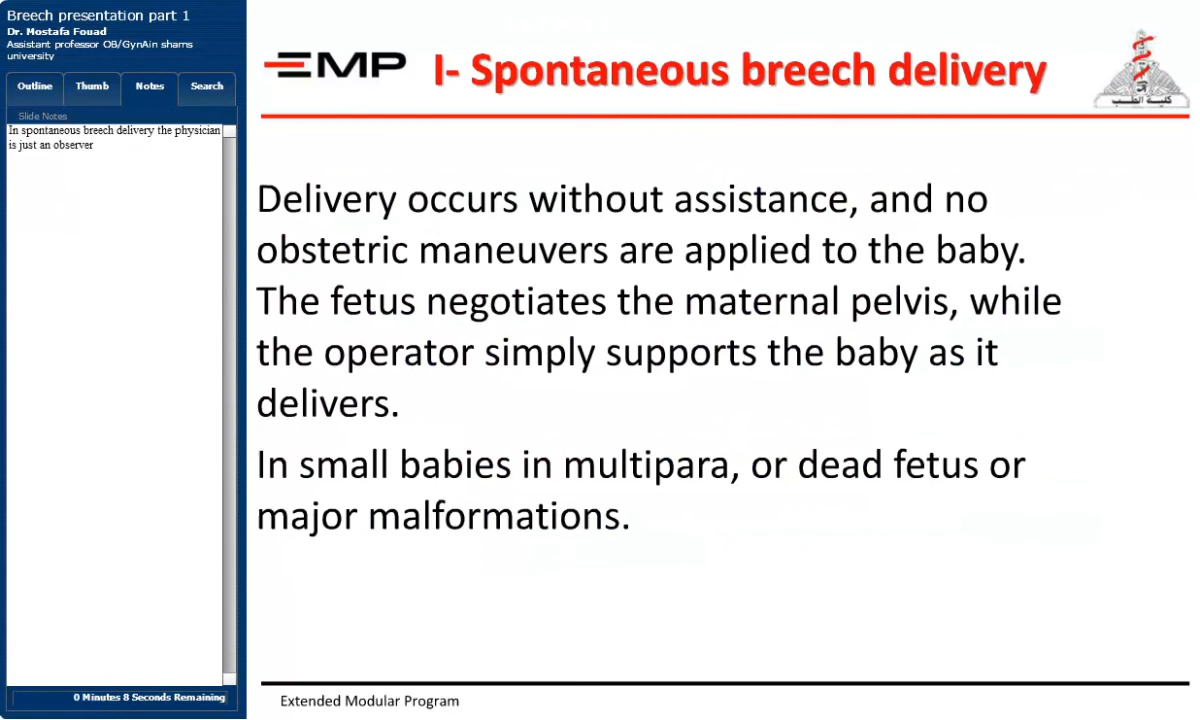 Breech presentation part 1
Dr. Mostafa Fouad
Assistant professor OB/GynAin shams
university
Outline Thumb Notes Search
Slide Notes
In spontaneous breech delivery the physician
is just an observer
0 Minutes 8 Seconds Remaining
EMP
I- Spontaneous breech delivery
كلية الطب
Delivery occurs without assistance, and no
obstetric maneuvers are applied to the baby.
The fetus negotiates the maternal pelvis, while
the operator simply supports the baby as it
delivers.
In small babies in multipara, or dead fetus or
major malformations.
Extended Modular Program